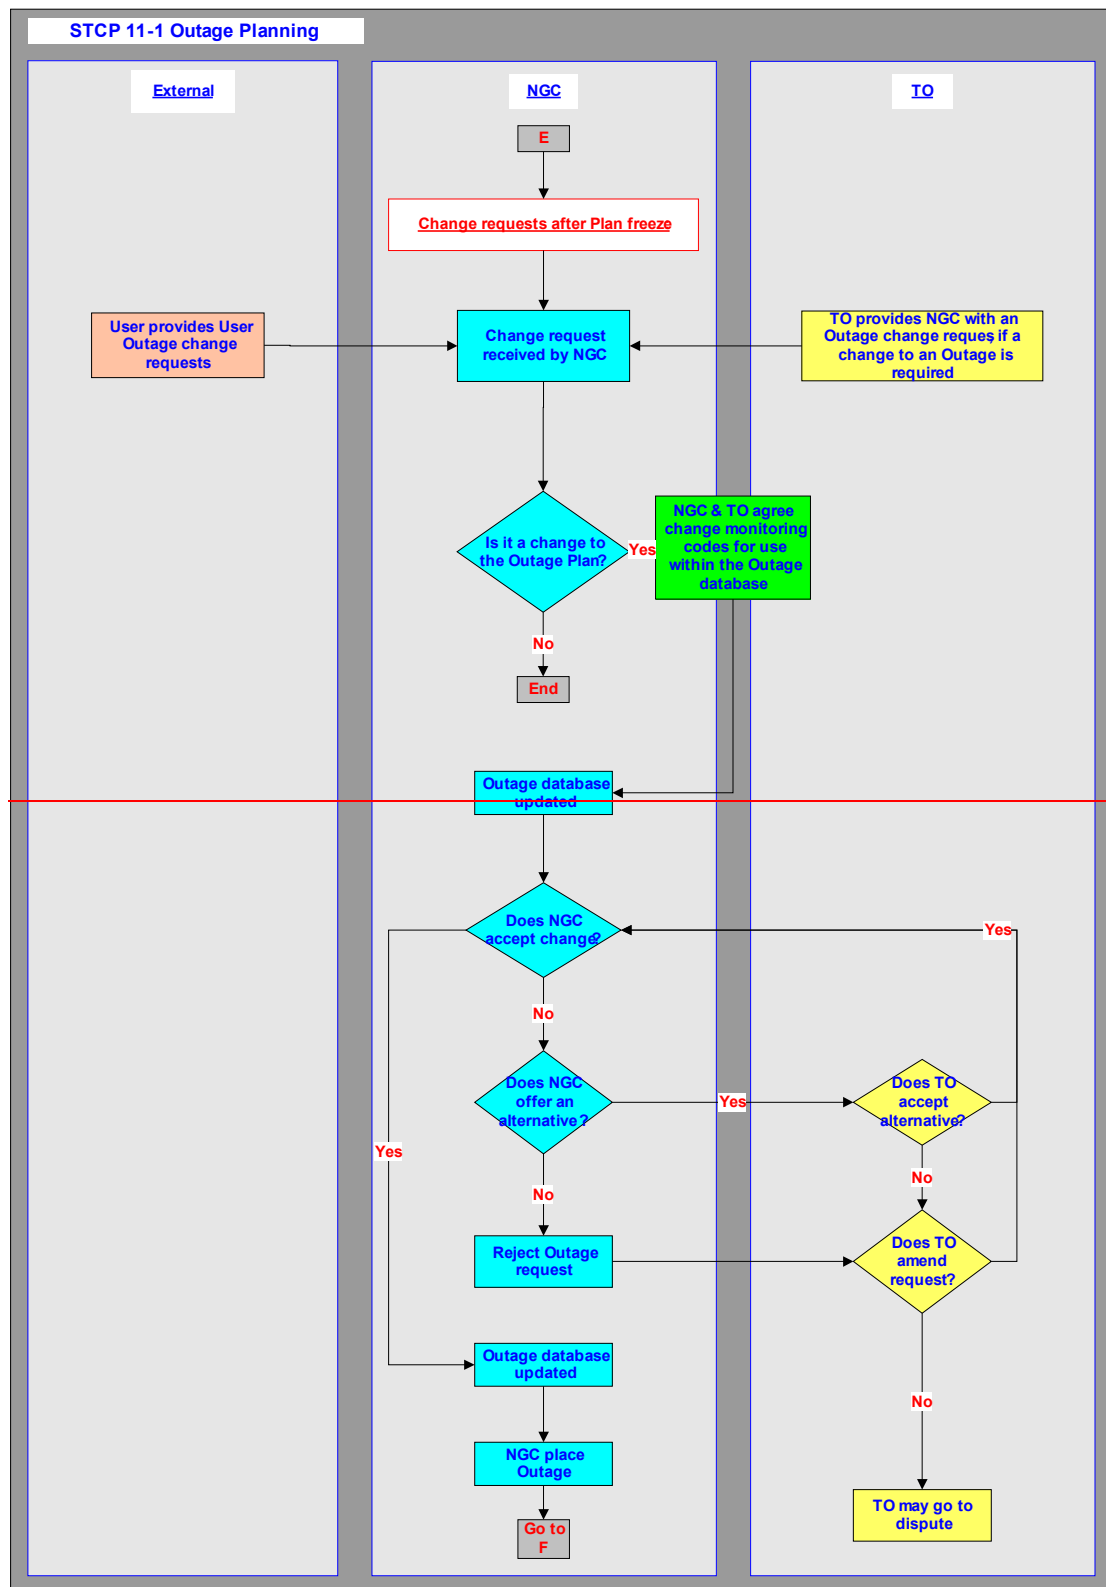 STCP 11-1 Outage Planning
External
NGC
TO
E
Change requests after Plan freeze
User provides User
Outage change
requests
Change request
received by NGC
TO provides NGC with an
Outage change reques if a
change to an Outage is
required
Is it a change to
the Outage Plan?
Yes
NGC & TO agree
change monitoring
codes for use
within the Outage
database
No
End
Outage database
updated
Does NGC
accept change?
Yes
No
Does NGC
offer an
alternative?
Yes
Does TO
accept
alternative?
Yes
No
No
Reject Outage
request
Does TO
amend
request?
Outage database
updated
No
NGC place
Outage
TO may go to
dispute
Go to
F